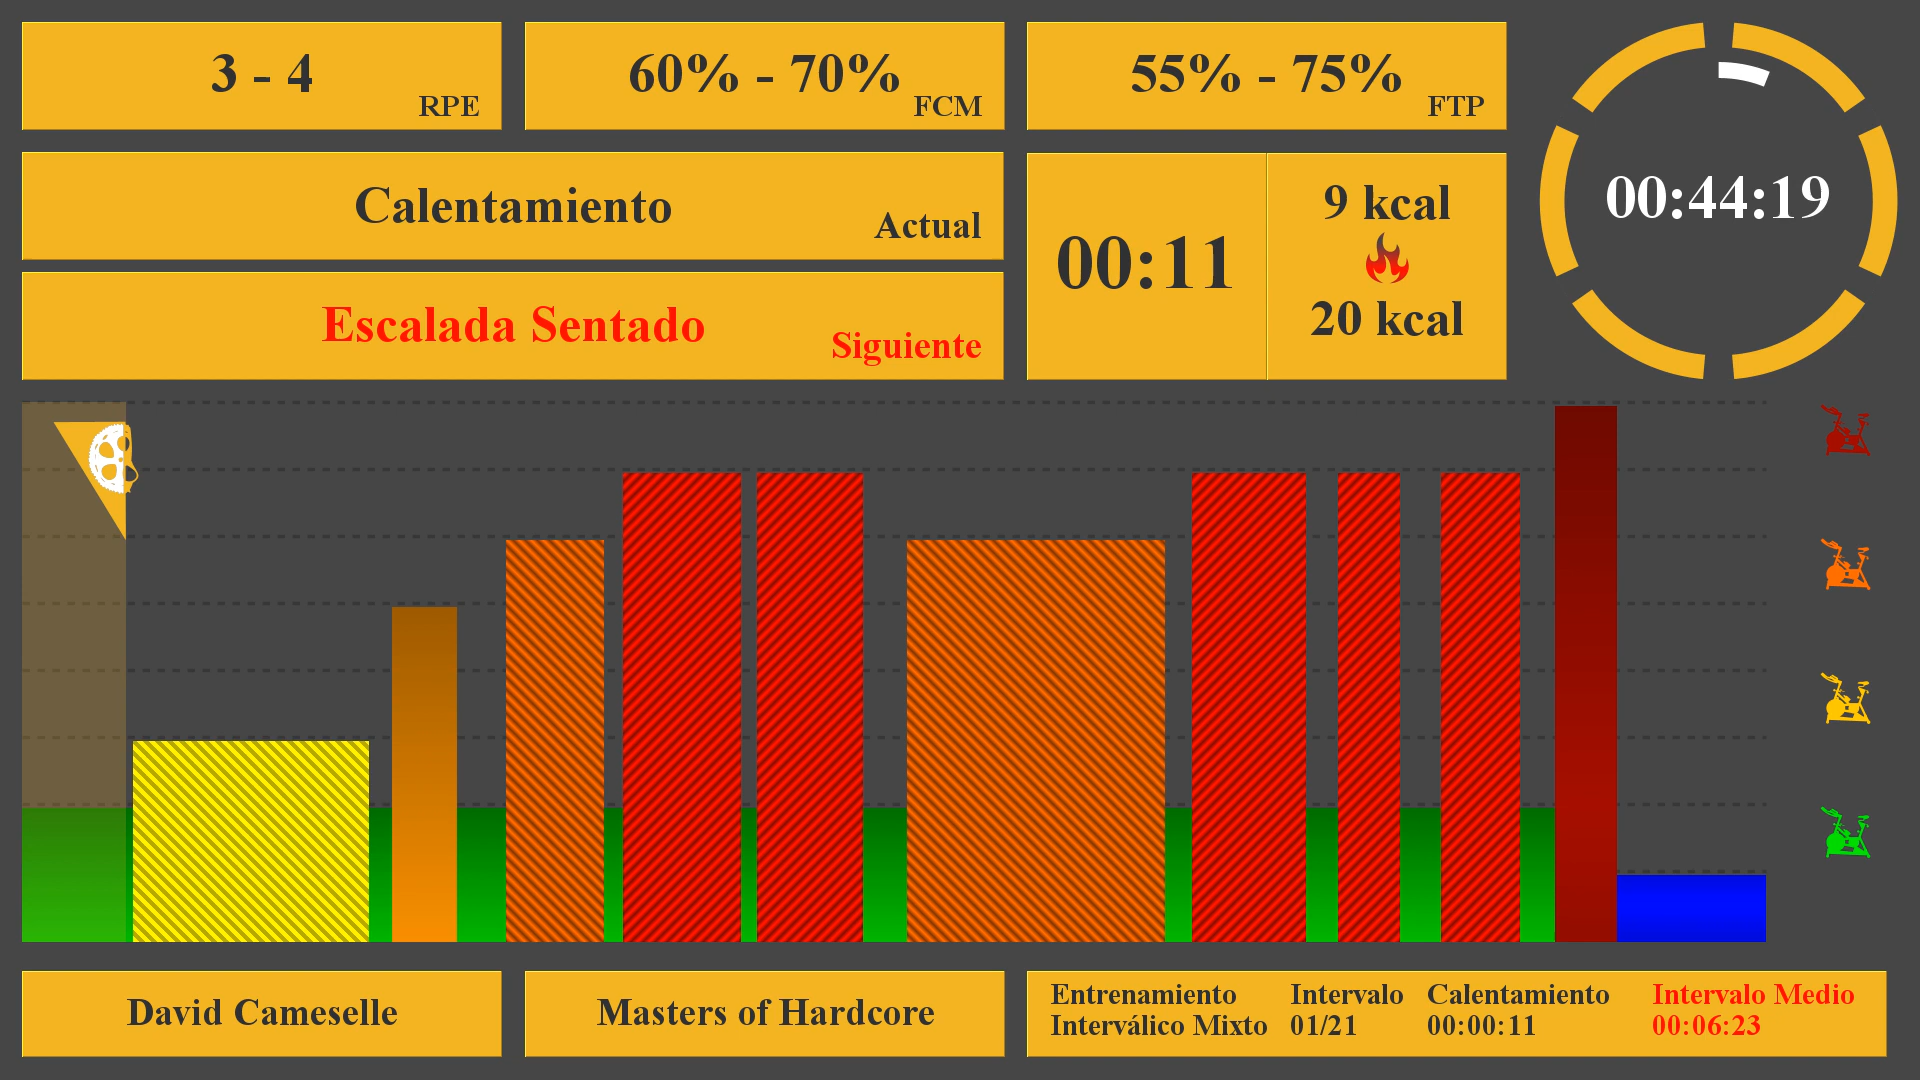 3 - 4
RPE
60% - 70%
FCM
55% - 75%
FTP
00:44:19
Calentamiento
Actual
Escalada Sentado
Siguiente
00:11
9 kcal
20 kcal
David Cameselle
Masters of Hardcore
Entrenamiento
Interválico Mixto
Intervalo
01/21
Calentamiento
00:00:11
Intervalo Medio
00:06:23